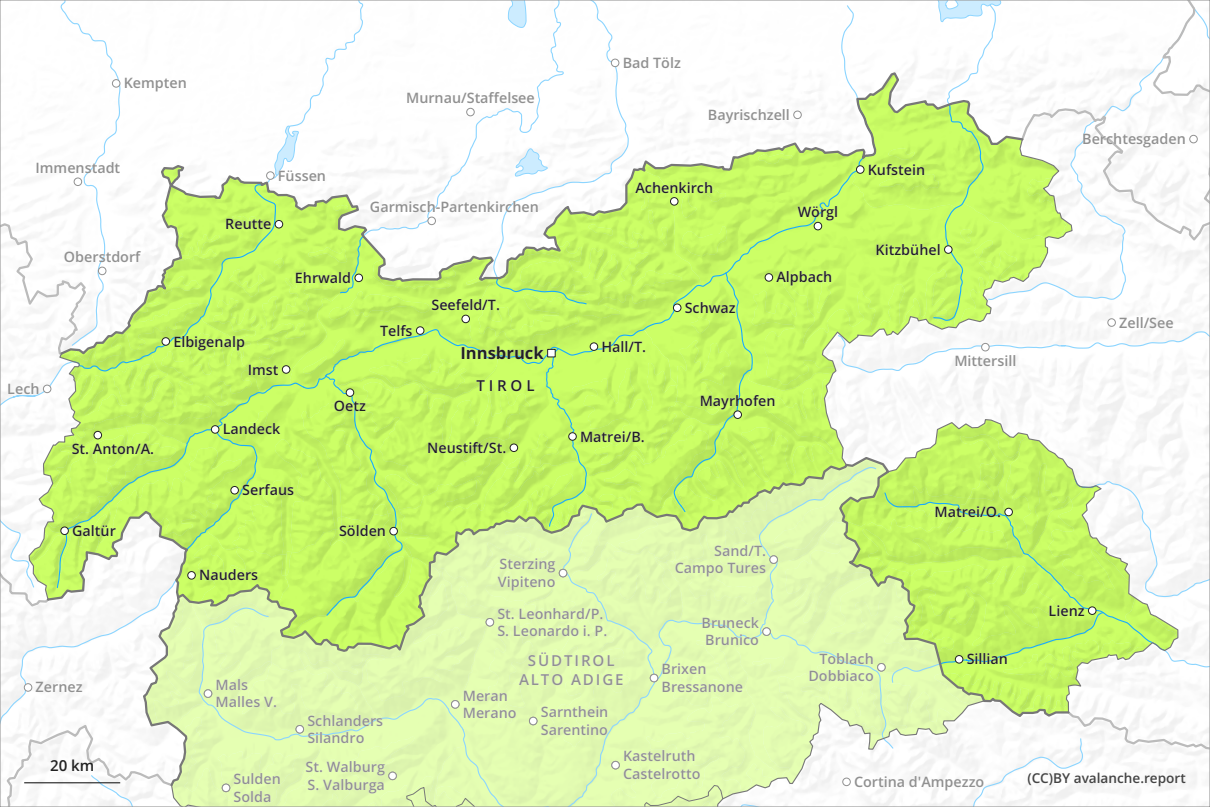 Kempten
Bad Tölz
Murnau/Staffelsee
Bayrischzell
Berchtesgaden
Immenstadt
Füssen
Kufstein
Achenkirch
Garmisch-Partenkirchen
Wörgl
Reutte
Kitzbühel
Oberstdorf
Ehrwald
Alpbach
Seefeld/T.
Schwaz
Telfs
Zell/See
Elbigenalp
Innsbruck
Hall/T.
Mittersill
Imst
TIROL
Lech
Oetz
Mayrhofen
Landeck
Matrei/B.
St. Anton/A.
Neustift/St.
Serfaus
Matrei/O.
Galtür
Sölden
Sand/T.
Campo Tures
Sterzing
Vipiteno
Nauders
Lienz
St. Leonhard/P.
S. Leonardo i. P.
Bruneck
Brunico
SÜDTIROL
ALTO ADIGE
Sillian
Toblach
Dobbiaco
Brixen
Bressanone
Zernez
Mals
Malles V.
Meran
Merano
Sarnthein
Sarentino
Schlanders
Silandro
Kastelruth
Castelrotto
20 km
St. Walburg
S. Valburga
Sulden
Solda
Cortina d'Ampezzo
(CC)BY avalanche.report